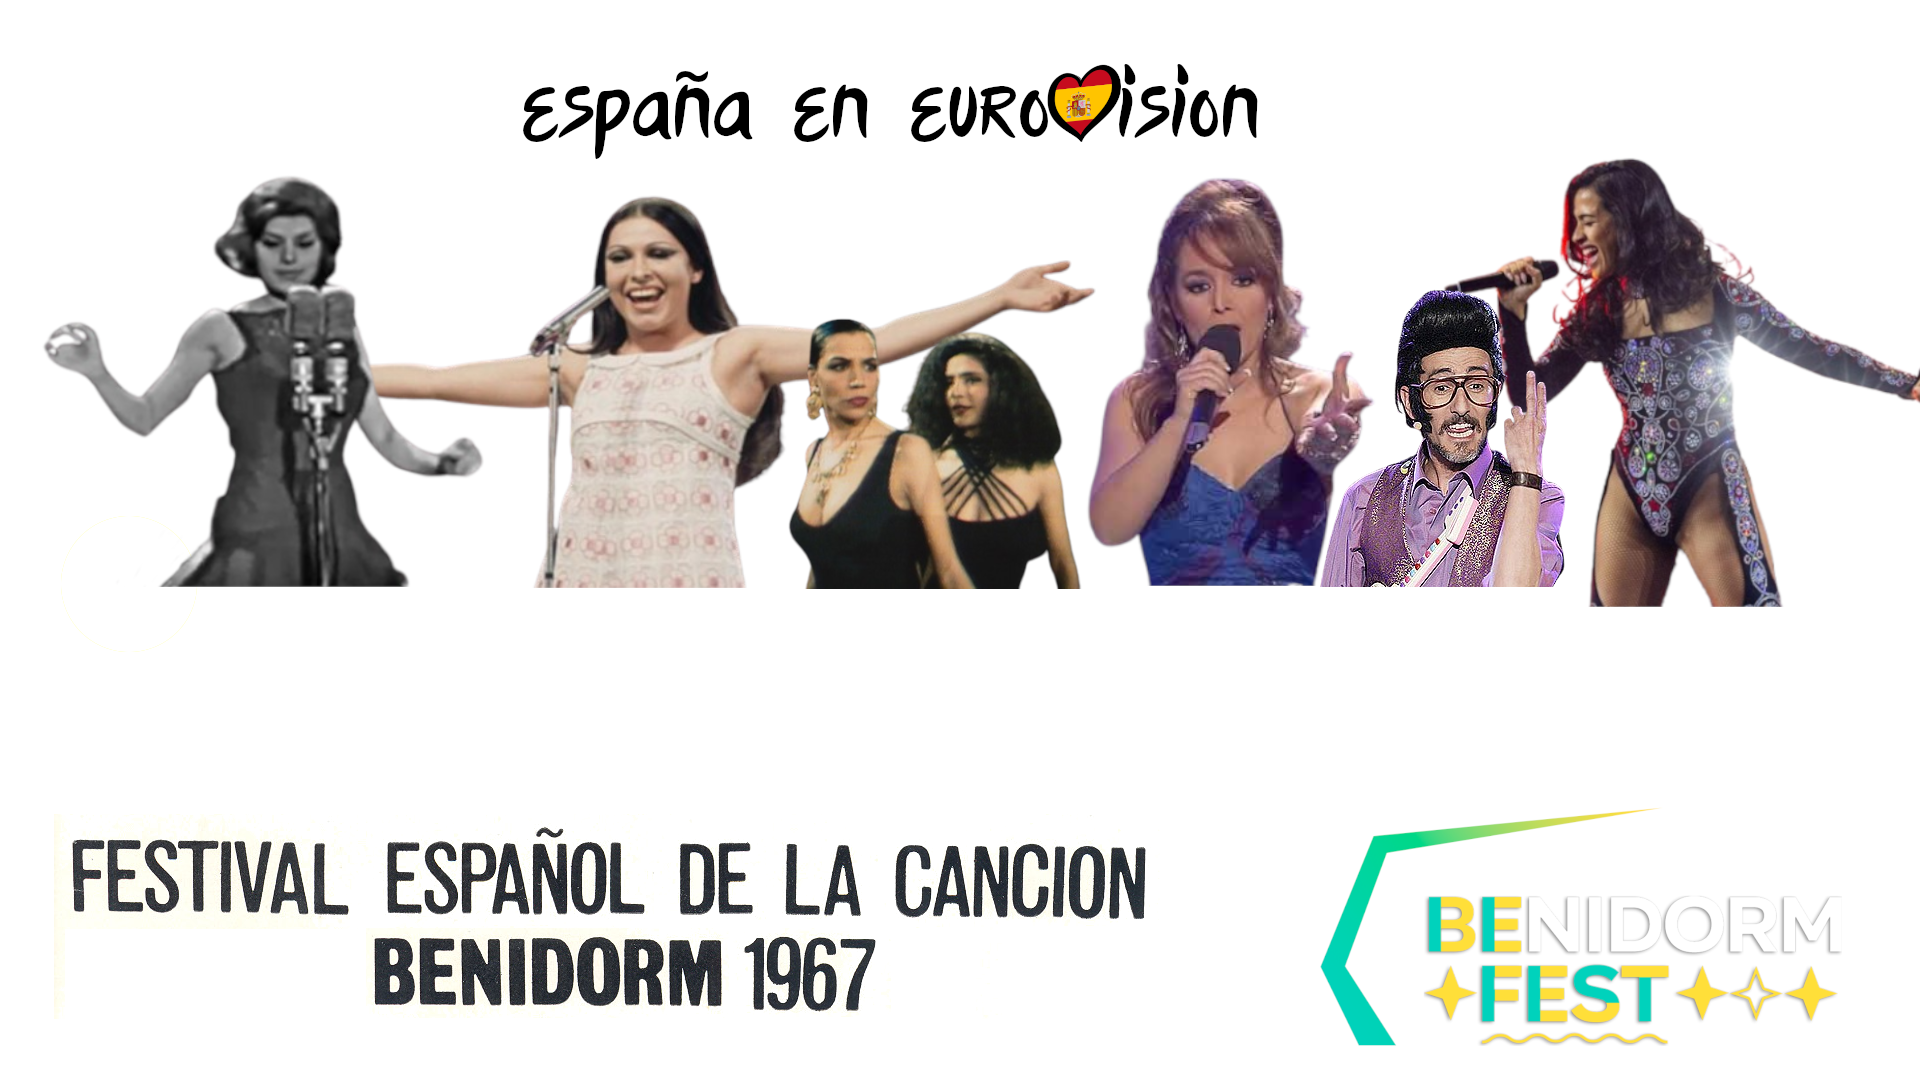 España En EUROvision
FESTIVAL ESPAÑOL DE LA CANCION
BENIDORM 1967
BENIDORM
FEST